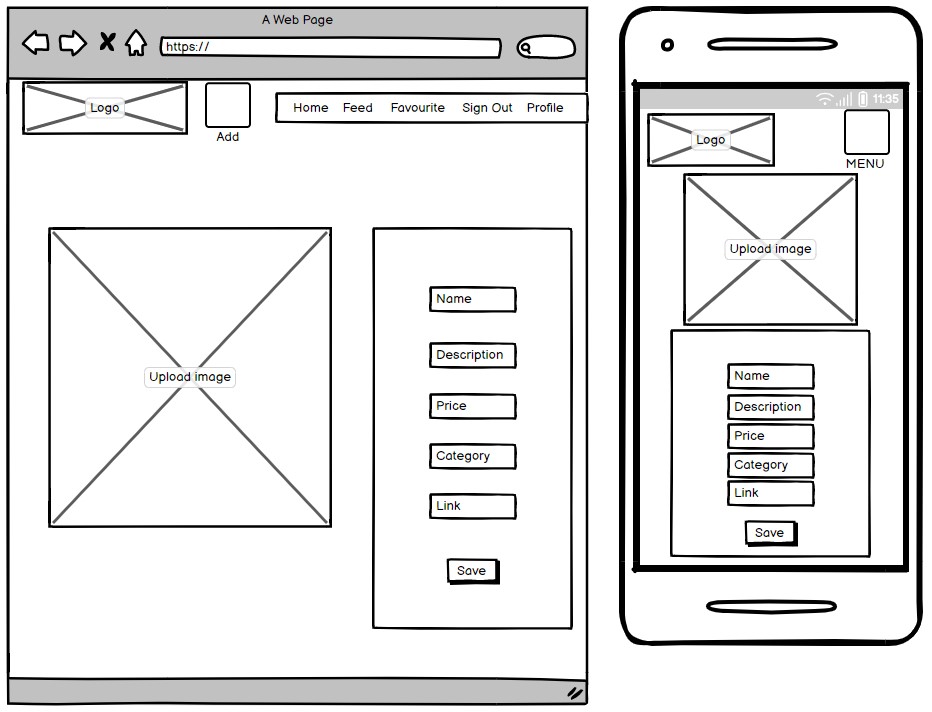 A Web Page
https://
Logo
Add
Home Feed Favourite Sign Out Profile
Upload image
Name
Description
Price
Category
Link
Save
11:35
Logo
MENU
Upload image
Name
Description
Price
Category
Link
Save